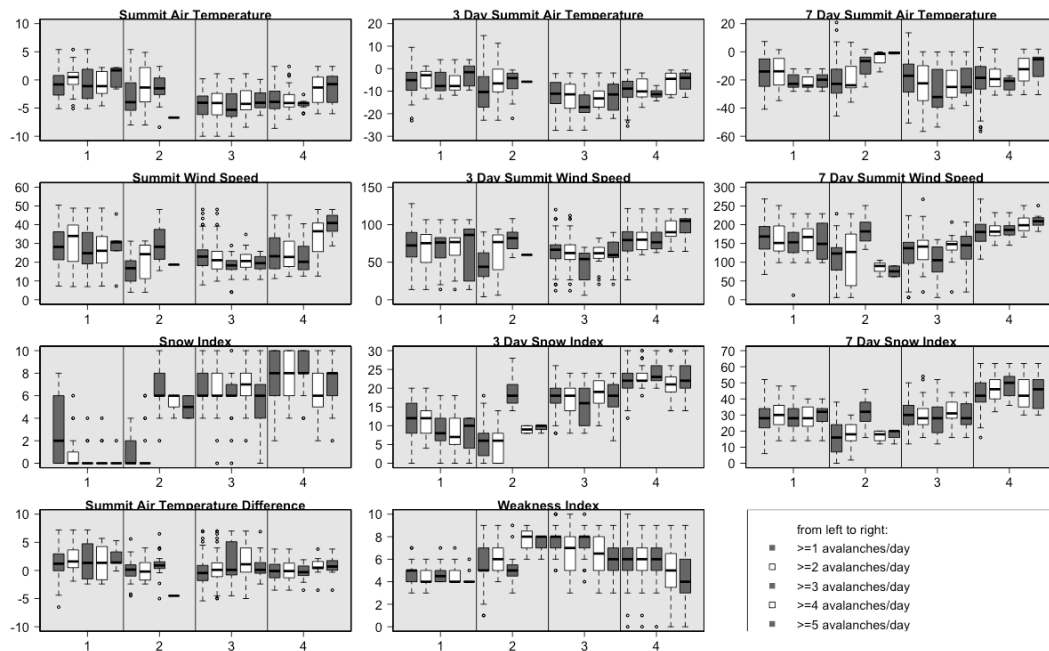 Summit Air Temperature
10
5
0
-5
-10
1 2 3 4
3 Day Summit Air Temperature
20
10
0
-10
-20
-30
1 2 3 4
7 Day Summit Air Temperature
20
0
-20
-40
-60
1 2 3 4
Summit Wind Speed
60
50
40
30
20
10
0
1 2 3 4
3 Day Summit Wind Speed
150
100
50
0
1 2 3 4
7 Day Summit Wind Speed
300
250
200
150
100
50
0
1 2 3 4
Snow Index
10
8
6
4
2
0
1 2 3 4
3 Day Snow Index
30
25
20
15
10
5
0
1 2 3 4
7 Day Snow Index
70
60
50
40
30
20
10
0
1 2 3 4
Summit Air Temperature Difference
10
5
0
-5
-10
1 2 3 4
Weakness Index
10
8
6
4
2
0
1 2 3 4
from left to right:
>=1 avalanches/day
>=2 avalanches/day
>=3 avalanches/day
>=4 avalanches/day
>=5 avalanches/day